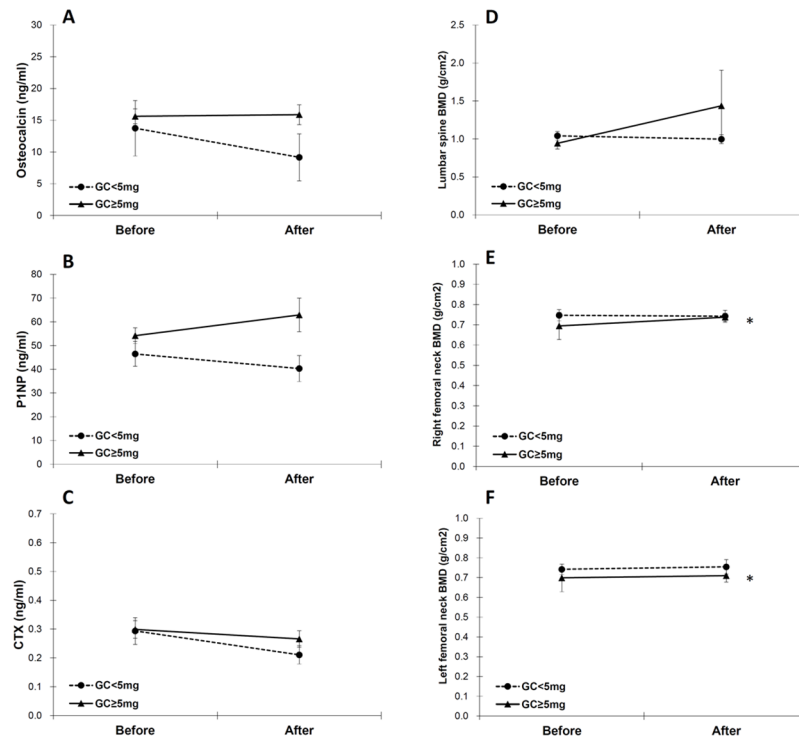 A
Osteocalcin (ng/ml)
30
25
20
15
10
5
0
GC<5mg
GC≥5mg
Before After
B
P1NP (ng/ml)
80
70
60
50
40
30
20
10
0
GC<5mg
GC≥5mg
Before After
C
CTX (ng/ml)
0.7
0.6
0.5
0.4
0.3
0.2
0.1
0.0
GC<5mg
GC≥5mg
Before After
D
Lumbar spine BMD (g/cm2)
2.5
2.0
1.5
1.0
0.5
0.0
GC<5mg
GC≥5mg
Before After
E
Right femoral neck BMD (g/cm2)
1.0
0.9
0.8
0.7
0.6
0.5
0.4
0.3
0.2
0.1
0.0
*
GC<5mg
GC≥5mg
Before After
F
Left femoral neck BMD (g/cm2)
1.0
0.9
0.8
0.7
0.6
0.5
0.4
0.3
0.2
0.1
0.0
*
GC<5mg
GC≥5mg
Before After